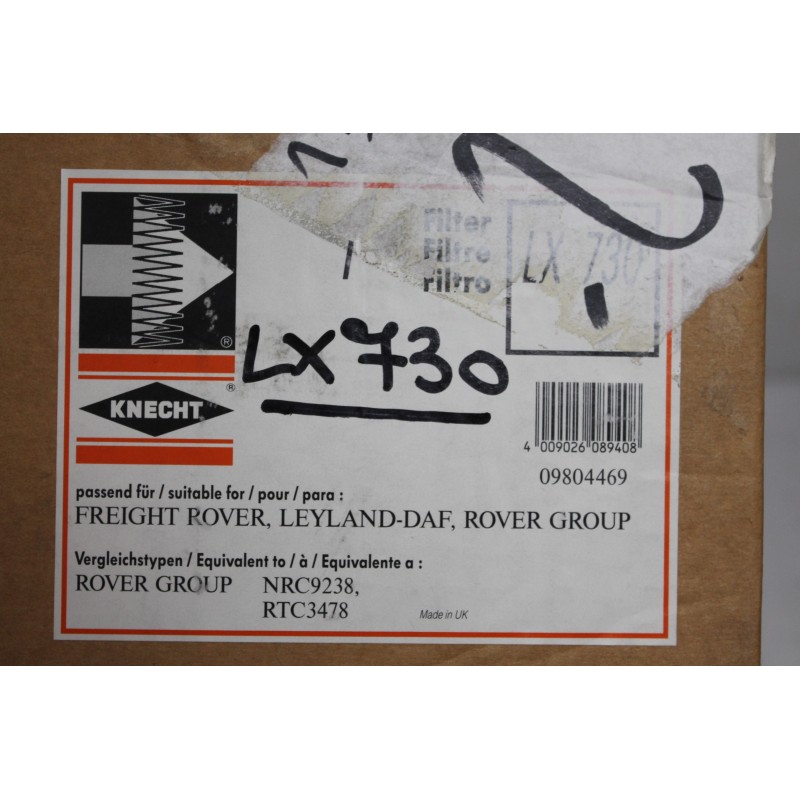 Filter
Filtre
Filtro
LX 730
®
LX730
KNECHT ®
4 009026 089408
09804469
passend für / suitable for / pour / para :
FREIGHT ROVER, LEYLAND-DAF, ROVER GROUP
Vergleichstypen / Equivalent to / à / Equivalente a :
ROVER GROUP NRC9238,
RTC3478
Made in UK